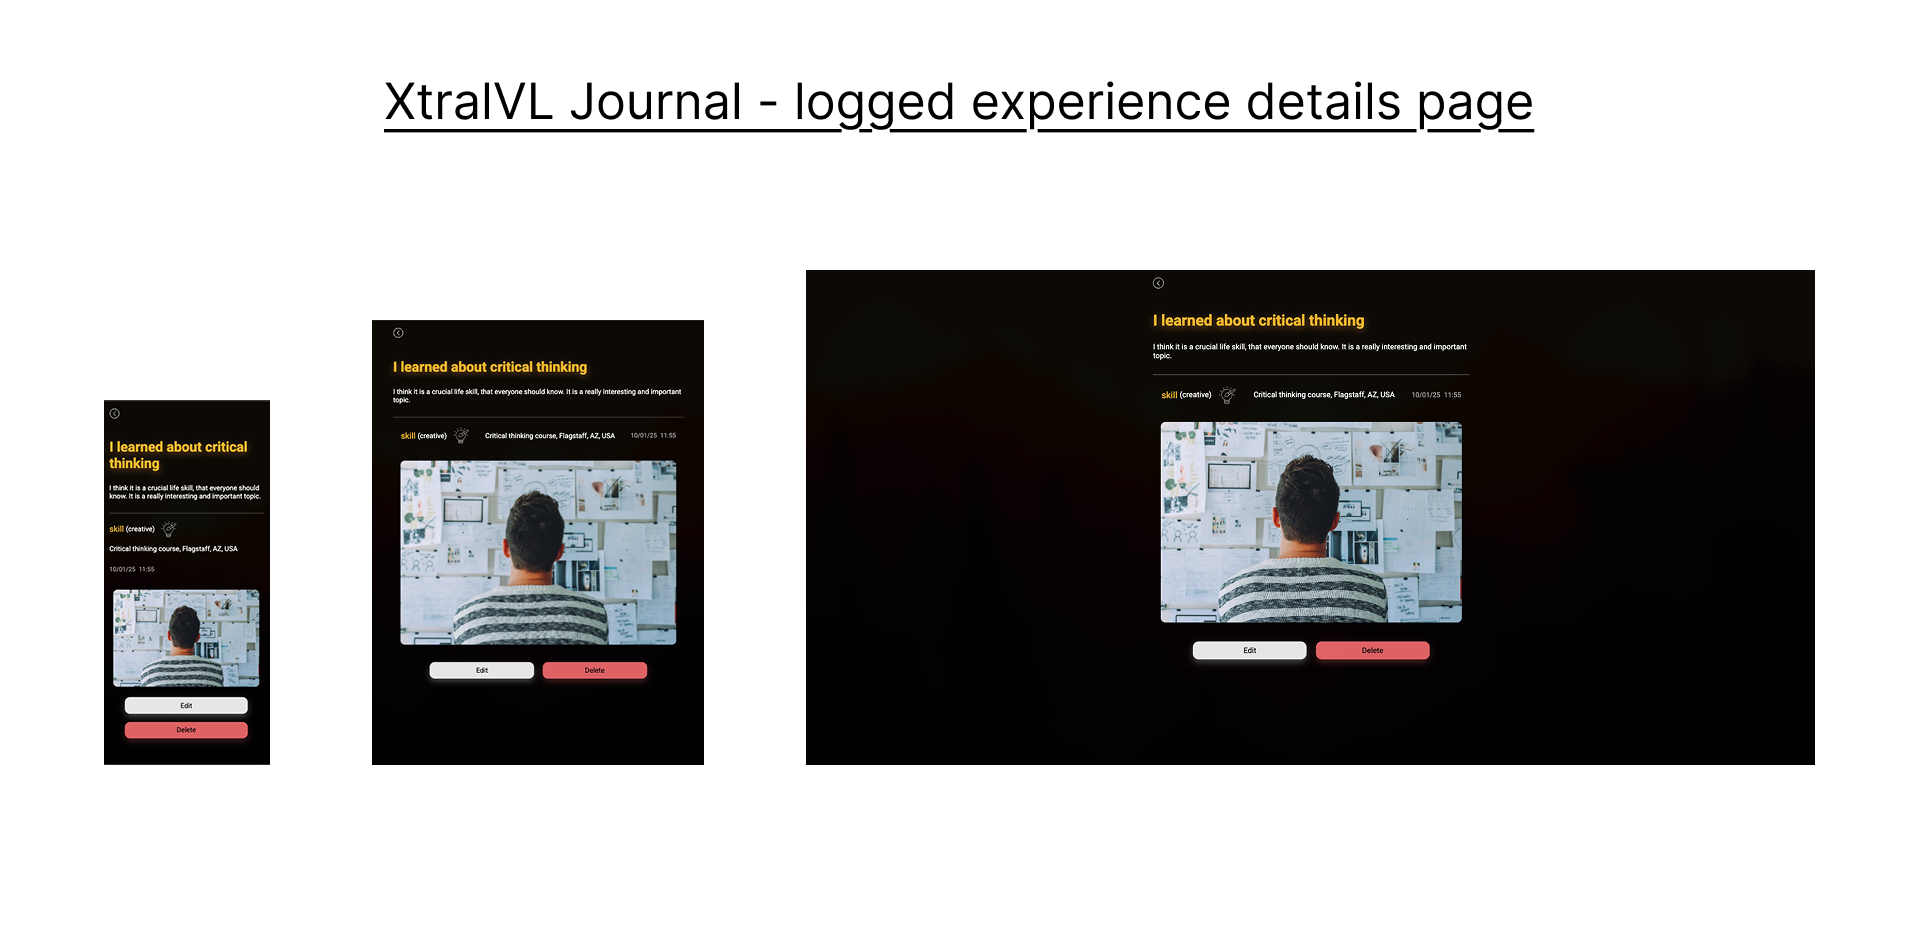 XtralVL Journal - logged experience details page
I learned about critical
thinking
I think it is a crucial life skill, that everyone should
know. It is a really interesting and important topic.
skill (creative)
Critical thinking course, Flagstaff, AZ, USA
10/01/25 11:55
Edit
Delete
I learned about critical thinking
I think it is a crucial life skill, that everyone should know. It is a really interesting and important
topic.
skill (creative) Critical thinking course, Flagstaff, AZ, USA 10/01/25 11:55
Edit Delete
I learned about critical thinking
I think it is a crucial life skill, that everyone should know. It is a really interesting and important
topic.
skill (creative) Critical thinking course, Flagstaff, AZ, USA 10/01/25 11:55
Edit Delete